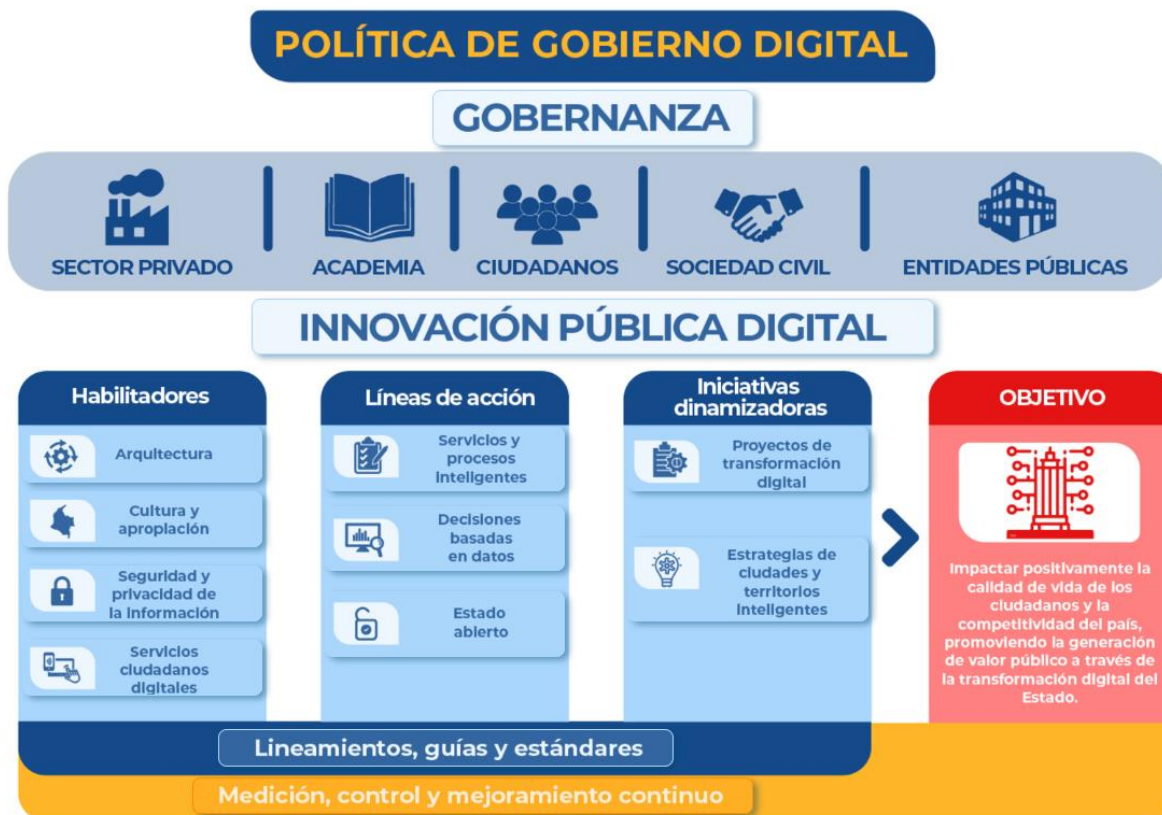 POLÍTICA DE GOBIERNO DIGITAL
GOBERNANZA
SECTOR PRIVADO
ACADEMIA
CIUDADANOS
SOCIEDAD CIVIL
ENTIDADES PÚBLICAS
INNOVACIÓN PÚBLICA DIGITAL
Habilitadores
Arquitectura
Cultura y
apropiación
Seguridad y
privacidad de
la información
Servicios
ciudadanos
digitales
Líneas de acción
Servicios y
procesos
inteligentes
Decisiones
basadas
en datos
Estado
abierto
Iniciativas
dinamizadoras
Proyectos de
transformación
digital
Estrategias de
ciudades y
territorios
inteligentes
OBJETIVO
Impactar positivamente la
calidad de vida de los
ciudadanos y la
competitividad del país,
promoviendo la generación
de valor público a través de
la transformación digital del
Estado.
Lineamientos, guías y estándares
Medición, control y mejoramiento continuo